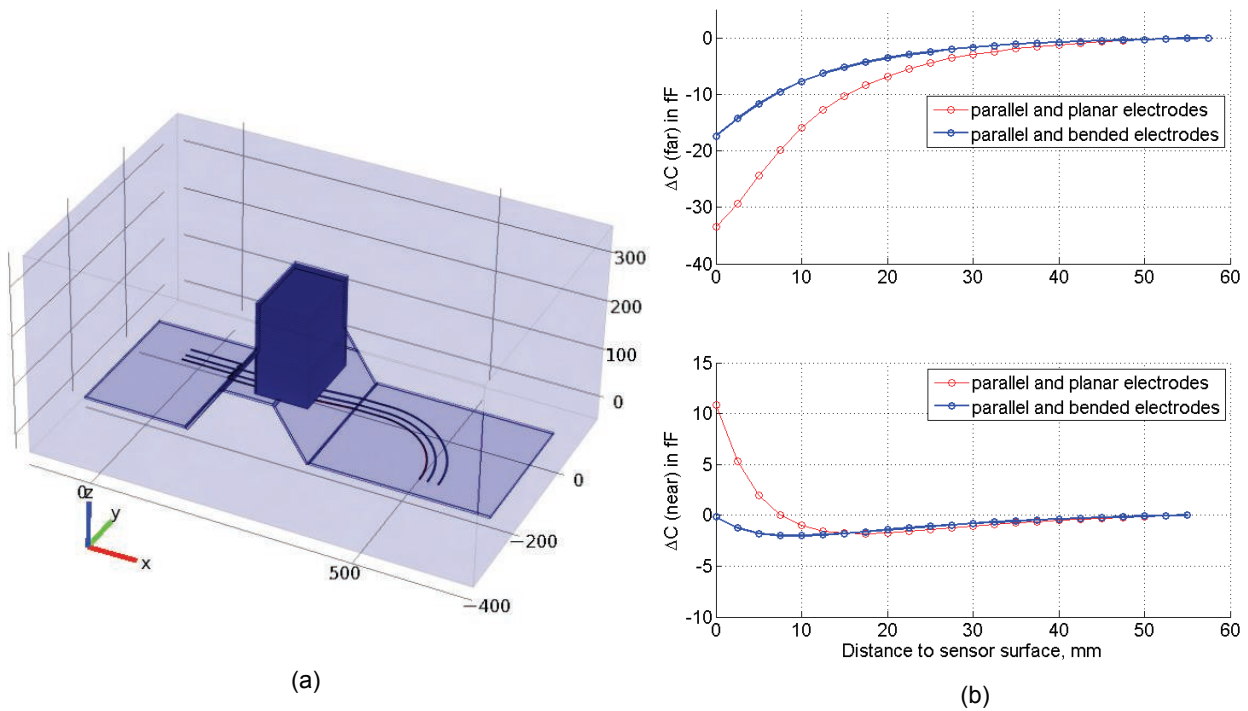 300
200
100
0
0
−200
−400
500
0
z
y
x
(a)
0
-10
-20
-30
-40
ΔC (far) in fF
parallel and planar electrodes
parallel and bended electrodes
0
10
20
30
40
50
60
15
10
5
0
-5
-10
ΔC (near) in fF
parallel and planar electrodes
parallel and bended electrodes
0
10
20
30
40
50
60
Distance to sensor surface, mm
(b)